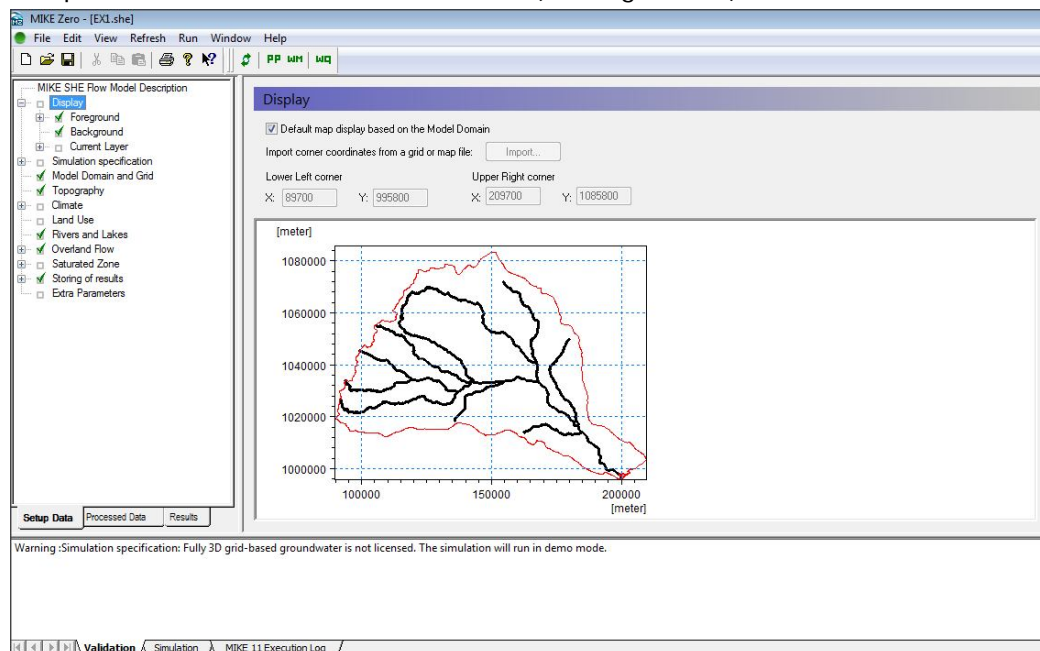 MIKE Zero - [EX1.she]
File Edit View Refresh Run Window Help
PP WM WQ
MIKE SHE Flow Model Description
Display
Foreground
Background
Current Layer
Simulation specification
Model Domain and Grid
Topography
Climate
Land Use
Rivers and Lakes
Overland Flow
Saturated Zone
Storing of results
Extra Parameters
Setup Data Processed Data Results
Display
Default map display based on the Model Domain
Import corner coordinates from a grid or map file: Import...
Lower Left corner Upper Right corner
X: 89700 Y: 995800 X: 209700 Y: 1085800
[meter]
1080000
1060000
1040000
1020000
1000000
100000 150000 200000
[meter]
Warning :Simulation specification: Fully 3D grid-based groundwater is not licensed. The simulation will run in demo mode.
Validation Simulation MIKE 11 Execution Log